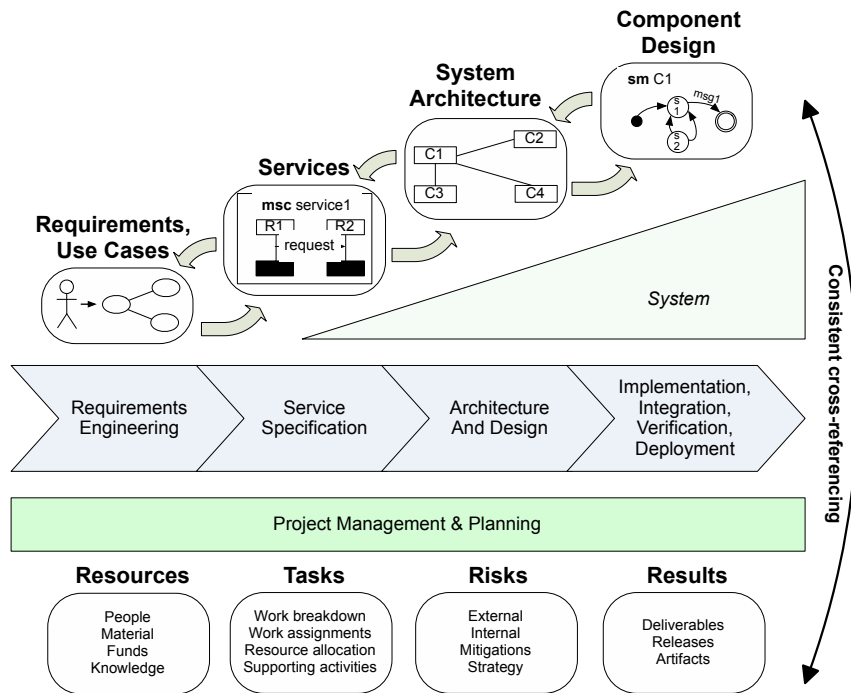 Component
Design
sm C1
s
1
msg1
s
2
System
Architecture
C1
C2
C3
C4
Services
msc service1
R1
R2
request
Requirements,
Use Cases
System
Consistent cross-referencing
Requirements
Engineering
Service
Specification
Architecture
And Design
Implementation,
Integration,
Verification,
Deployment
Project Management & Planning
Resources
People
Material
Funds
Knowledge
Tasks
Work breakdown
Work assignments
Resource allocation
Supporting activities
Risks
External
Internal
Mitigations
Strategy
Results
Deliverables
Releases
Artifacts